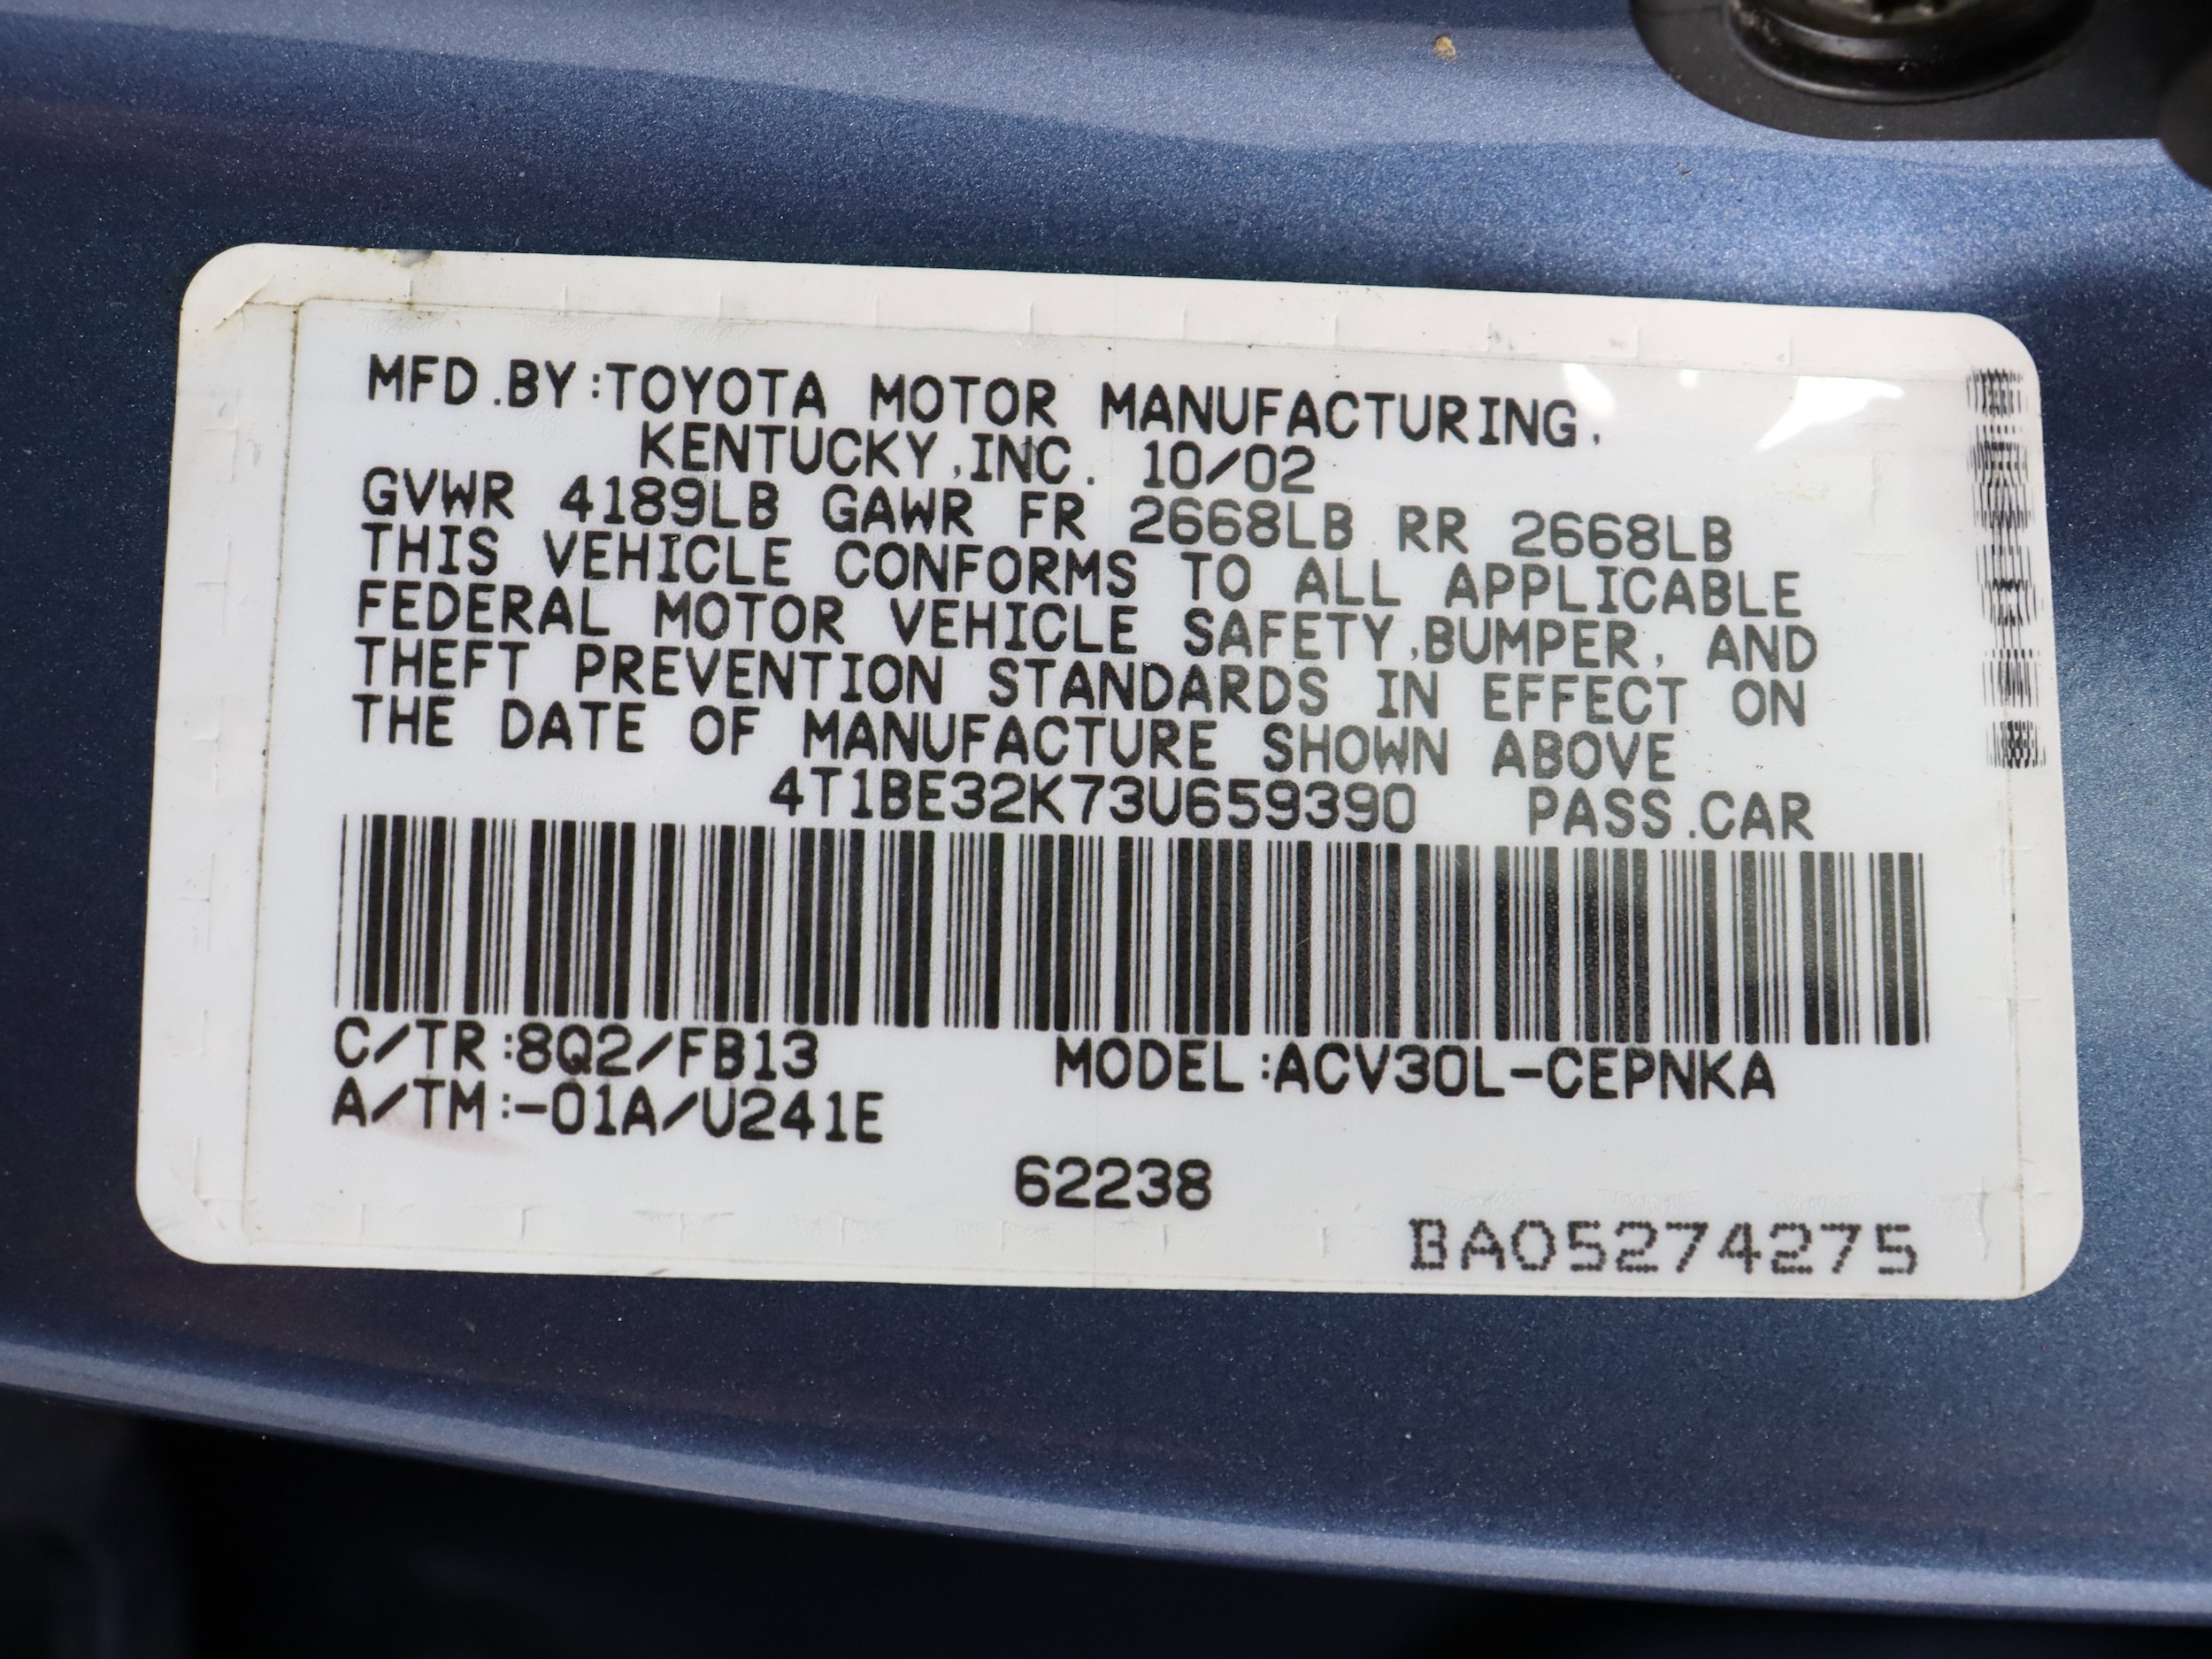 MFD.BY:TOYOTA MOTOR MANUFACTURING,
KENTUCKY,INC. 10/02
GVWR 4189LB GAWR FR 2668LB RR 2668LB
THIS VEHICLE CONFORMS TO ALL APPLICABLE
FEDERAL MOTOR VEHICLE SAFETY,BUMPER, AND
THEFT PREVENTION STANDARDS IN EFFECT ON
THE DATE OF MANUFACTURE SHOWN ABOVE
4T1BE32K73U659390 PASS.CAR
C/TR:8Q2/FB13 MODEL:ACV30L-CEPNKA
A/TM:-01A/U241E
62238
BA05274275